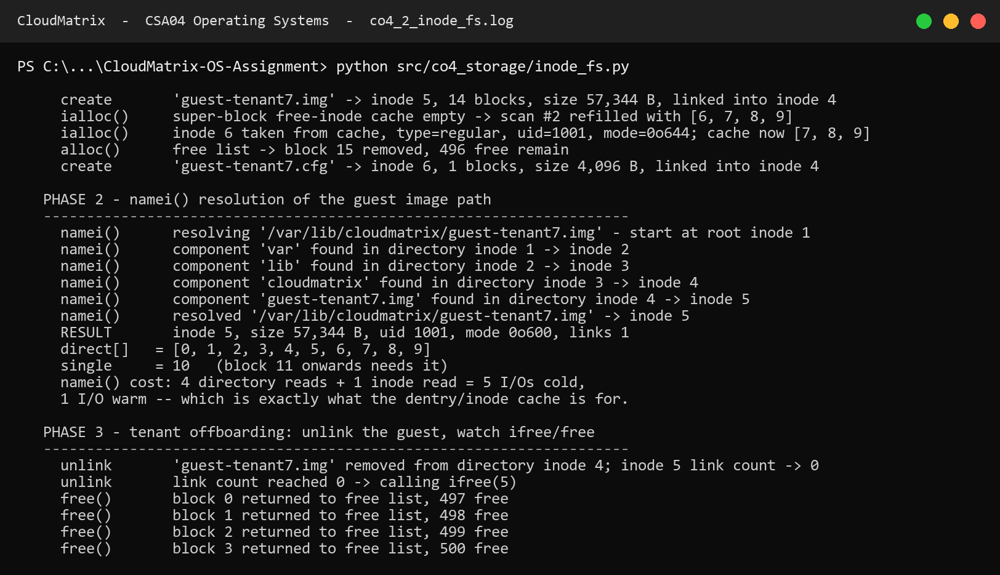 CloudMatrix  -  CSA04 Operating Systems  -  co4_2_inode_fs.log
PS C:\...\CloudMatrix-OS-Assignment> python src/co4_storage/inode_fs.py
create       'guest-tenant7.img' -> inode 5, 14 blocks, size 57,344 B, linked into inode 4
ialloc()     super-block free-inode cache empty -> scan #2 refilled with [6, 7, 8, 9]
ialloc()     inode 6 taken from cache, type=regular, uid=1001, mode=0o644; cache now [7, 8, 9]
alloc()      free list -> block 15 removed, 496 free remain
create       'guest-tenant7.cfg' -> inode 6, 1 blocks, size 4,096 B, linked into inode 4
PHASE 2 - namei() resolution of the guest image path
--------------------------------------------------------------------
namei()      resolving '/var/lib/cloudmatrix/guest-tenant7.img' - start at root inode 1
namei()      component 'var' found in directory inode 1 -> inode 2
namei()      component 'lib' found in directory inode 2 -> inode 3
namei()      component 'cloudmatrix' found in directory inode 3 -> inode 4
namei()      component 'guest-tenant7.img' found in directory inode 4 -> inode 5
namei()      resolved '/var/lib/cloudmatrix/guest-tenant7.img' -> inode 5
RESULT       inode 5, size 57,344 B, uid 1001, mode 0o600, links 1
direct[]   = [0, 1, 2, 3, 4, 5, 6, 7, 8, 9]
single     = 10   (block 11 onwards needs it)
namei() cost: 4 directory reads + 1 inode read = 5 I/Os cold,
1 I/O warm -- which is exactly what the dentry/inode cache is for.
PHASE 3 - tenant offboarding: unlink the guest, watch ifree/free
--------------------------------------------------------------------
unlink       'guest-tenant7.img' removed from directory inode 4; inode 5 link count -> 0
unlink       link count reached 0 -> calling ifree(5)
free()       block 0 returned to free list, 497 free
free()       block 1 returned to free list, 498 free
free()       block 2 returned to free list, 499 free
free()       block 3 returned to free list, 500 free